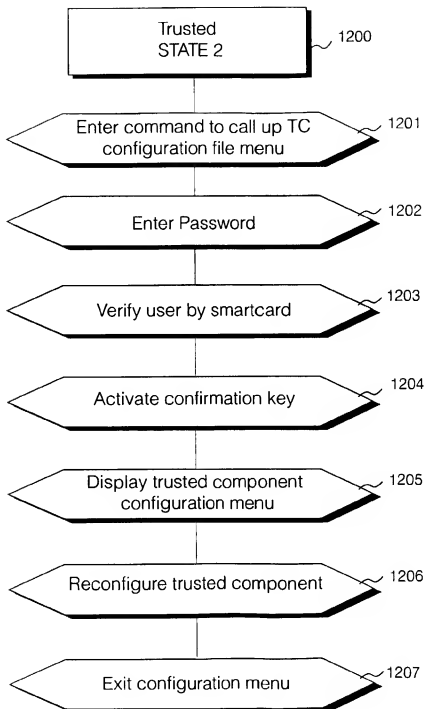 Trusted
STATE 2
1200
Enter command to call up TC
configuration file menu
1201
Enter Password
1202
Verify user by smartcard
1203
Activate confirmation key
1204
Display trusted component
configuration menu
1205
Reconfigure trusted component
1206
Exit configuration menu
1207